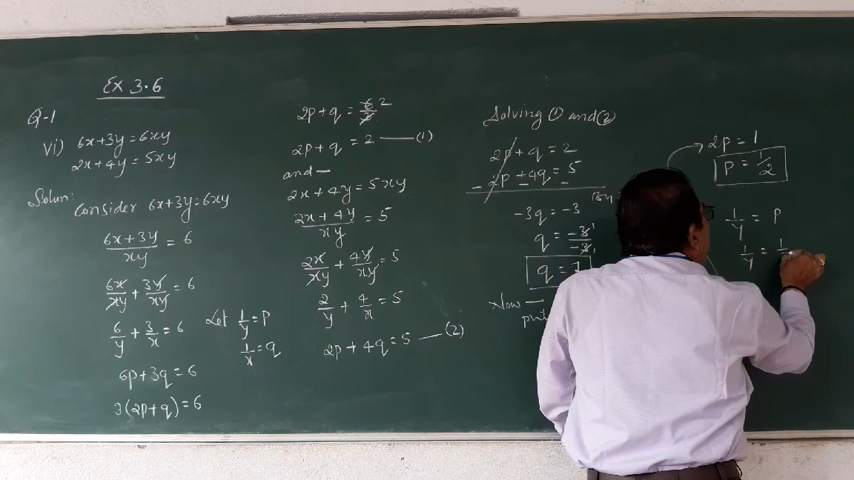 Ex 3.6
Q-1
vi) 6x+3y=6xy
2x+4y=5xy
Solun:
Consider 6x+3y=6xy
(6x+3y)/xy = 6
6x/xy + 3y/xy = 6
6/y + 3/x = 6
6p+3q=6
3(2p+q)=6
Let 1/y = p
1/x = q
2p+q = 6/3 2
2p+q = 2 —(1)
and —
2x+4y=5xy
(2x+4y)/xy = 5
2x/xy + 4y/xy = 5
2/y + 4/x = 5
2p+4q=5 —(2)
Solving ① and ②
2p+q=2
- 2p+4q=5
- -
-3q=-3
q = -3/-3 1
q = 1
Now —
2p=1
p = 1/2
1/y = p
1/y = 1